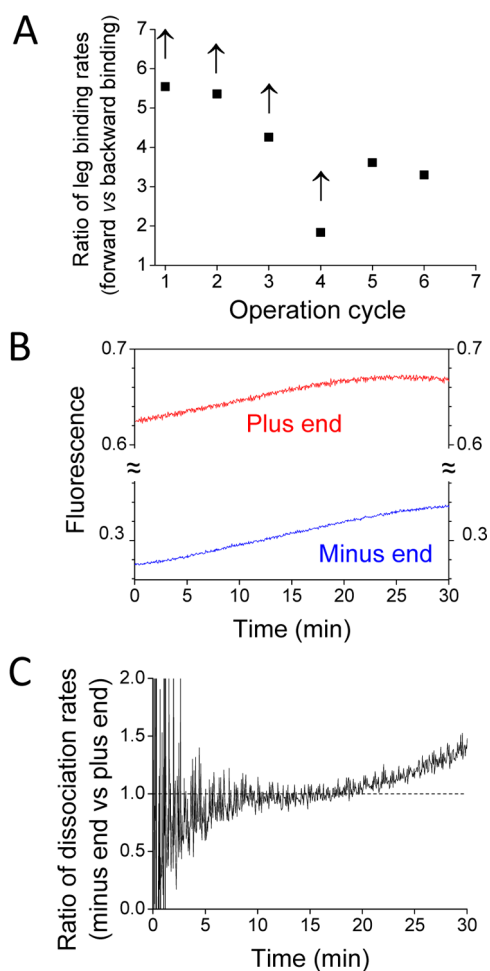 A
Ratio of leg binding rates
(forward vs backward binding)
7
6
5
4
3
2
1
1 2 3 4 5 6 7
Operation cycle
B
Fluorescence
0.7 0.7
Plus end
0.6 0.6
≈ ≈
0.3 0.3
Minus end
0 5 10 15 20 25 30
Time (min)
C
Ratio of dissociation rates
(minus end vs plus end)
2.0
1.5
1.0
0.5
0.0
0 5 10 15 20 25 30
Time (min)